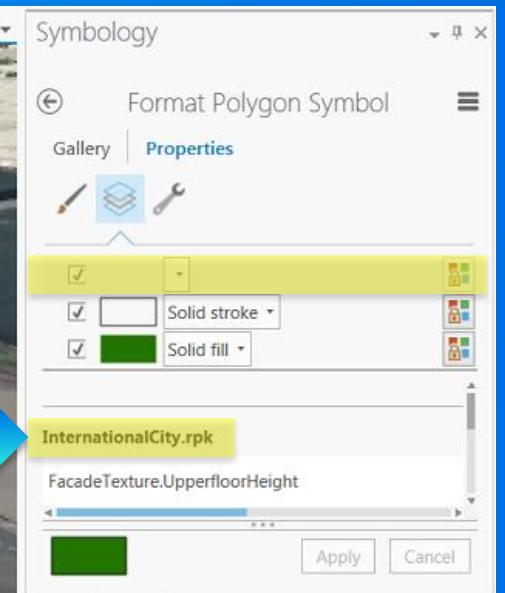 Symbology
Format Polygon Symbol
Gallery Properties
Solid stroke
Solid fill
InternationalCity.rpk
FacadeTexture.UpperfloorHeight
Apply Cancel